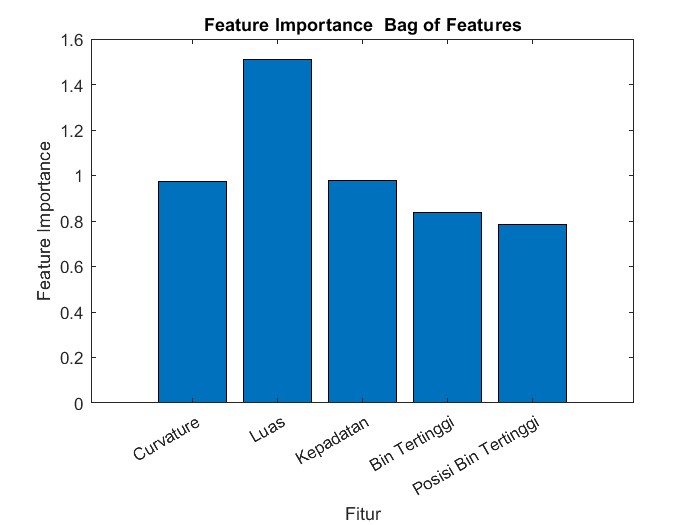 Feature Importance  Bag of Features
Feature Importance
1.6
1.4
1.2
1
0.8
0.6
0.4
0.2
0
Curvature
Luas
Kepadatan
Bin Tertinggi
Posisi Bin Tertinggi
Fitur